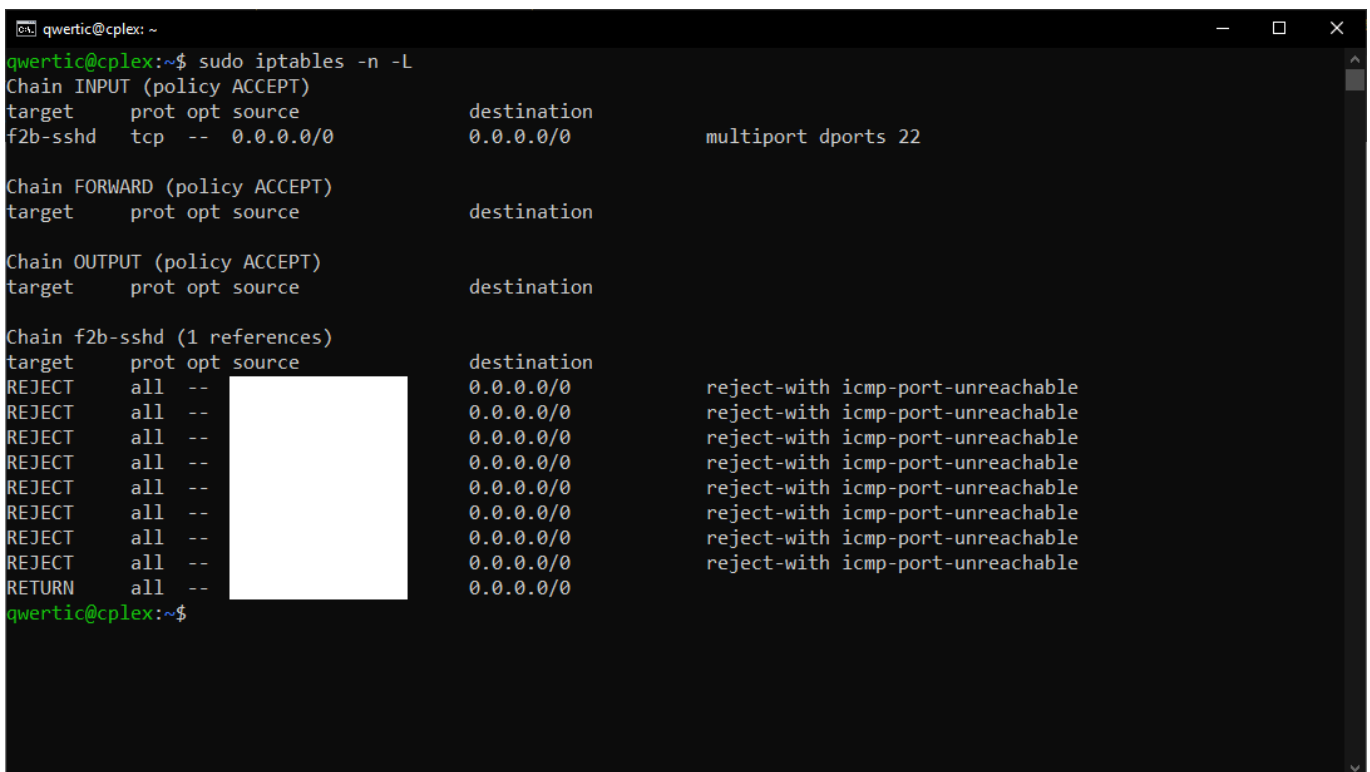 qwertic@cplex: ~
qwertic@cplex:~$ sudo iptables -n -L
Chain INPUT (policy ACCEPT)
target     prot opt source               destination
f2b-sshd   tcp  --  0.0.0.0/0            0.0.0.0/0            multiport dports 22
Chain FORWARD (policy ACCEPT)
target     prot opt source               destination
Chain OUTPUT (policy ACCEPT)
target     prot opt source               destination
Chain f2b-sshd (1 references)
target     prot opt source               destination
REJECT     all  --                       0.0.0.0/0            reject-with icmp-port-unreachable
REJECT     all  --                       0.0.0.0/0            reject-with icmp-port-unreachable
REJECT     all  --                       0.0.0.0/0            reject-with icmp-port-unreachable
REJECT     all  --                       0.0.0.0/0            reject-with icmp-port-unreachable
REJECT     all  --                       0.0.0.0/0            reject-with icmp-port-unreachable
REJECT     all  --                       0.0.0.0/0            reject-with icmp-port-unreachable
REJECT     all  --                       0.0.0.0/0            reject-with icmp-port-unreachable
REJECT     all  --                       0.0.0.0/0            reject-with icmp-port-unreachable
RETURN     all  --                       0.0.0.0/0
qwertic@cplex:~$